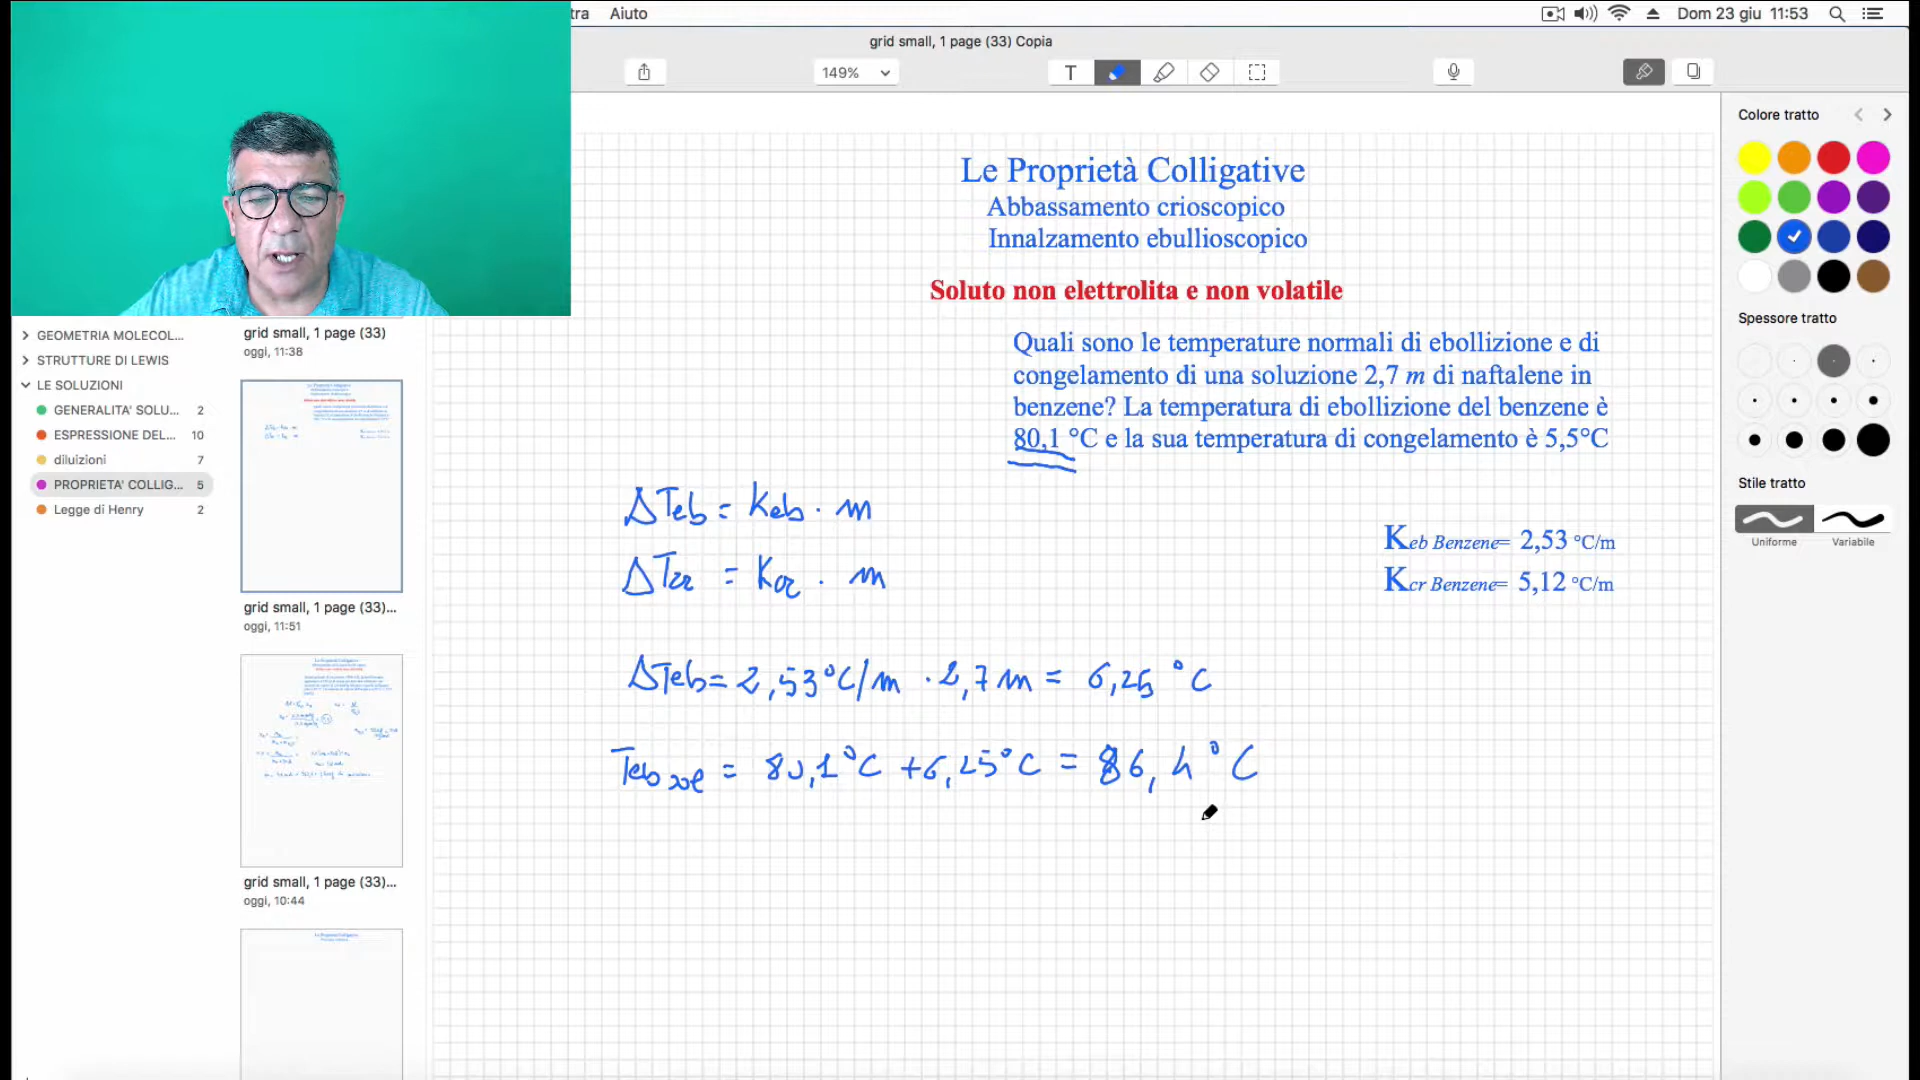 tra Aiuto
Dom 23 giu 11:53
grid small, 1 page (33) Copia
149%
T
GEOMETRIA MOLECOL...
STRUTTURE DI LEWIS
LE SOLUZIONI
GENERALITA' SOLU... 2
ESPRESSIONE DEL... 10
diluizioni 7
PROPRIETA' COLLIG... 5
Legge di Henry 2
grid small, 1 page (33)
oggi, 11:38
grid small, 1 page (33)...
oggi, 11:51
grid small, 1 page (33)...
oggi, 10:44
Le Proprietà Colligative
Abbassamento crioscopico
Innalzamento ebullioscopico
Soluto non elettrolita e non volatile
Quali sono le temperature normali di ebollizione e di
congelamento di una soluzione 2,7 m di naftalene in
benzene? La temperatura di ebollizione del benzene è
80,1 °C e la sua temperatura di congelamento è 5,5°C
ΔTeb = Keb · m
ΔTcr = Kcr · m
Keb Benzene= 2,53 °C/m
Kcr Benzene= 5,12 °C/m
ΔTeb = 2,53°C/m · 2,7 m = 6,25 °C
Teb sol = 80,1°C + 6,25°C = 86,4 °C
Colore tratto
Spessore tratto
Stile tratto
Uniforme Variabile